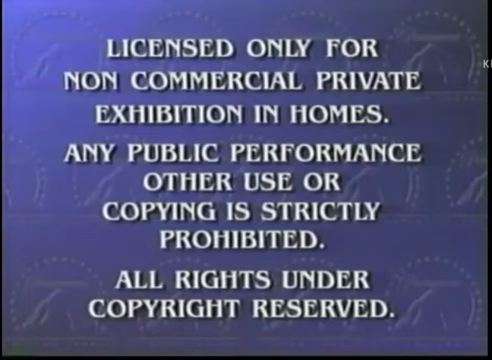 LICENSED ONLY FOR
NON COMMERCIAL PRIVATE
EXHIBITION IN HOMES.
ANY PUBLIC PERFORMANCE
OTHER USE OR
COPYING IS STRICTLY
PROHIBITED.
ALL RIGHTS UNDER
COPYRIGHT RESERVED.